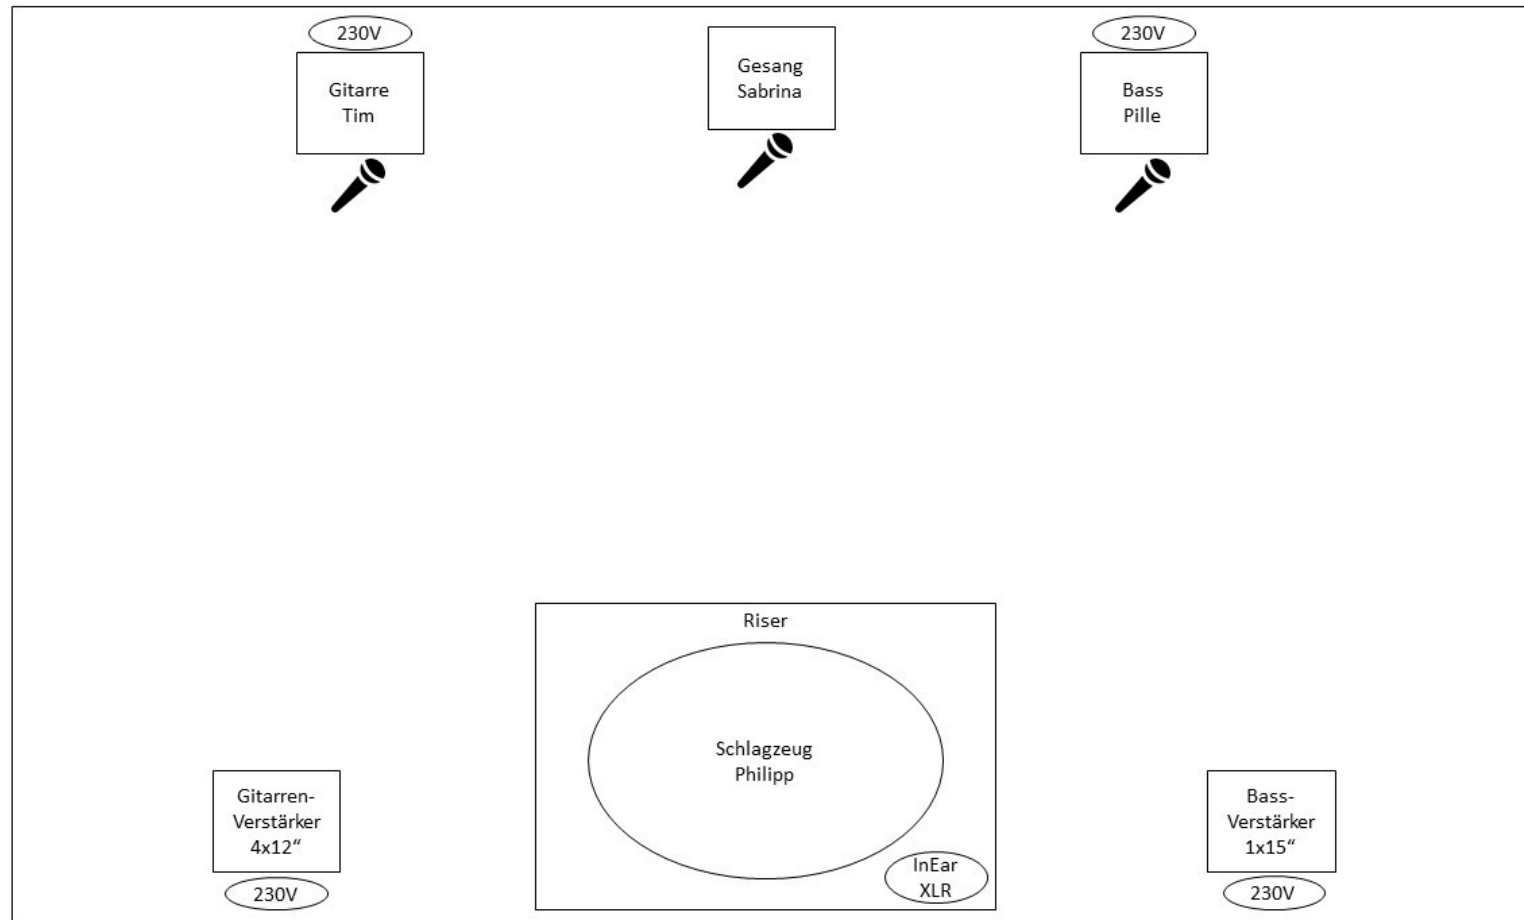 230V
Gitarre
Tim
Gesang
Sabrina
230V
Bass
Pille
Riser
Schlagzeug
Philipp
InEar
XLR
Gitarren-
Verstärker
4x12“
230V
Bass-
Verstärker
1x15“
230V